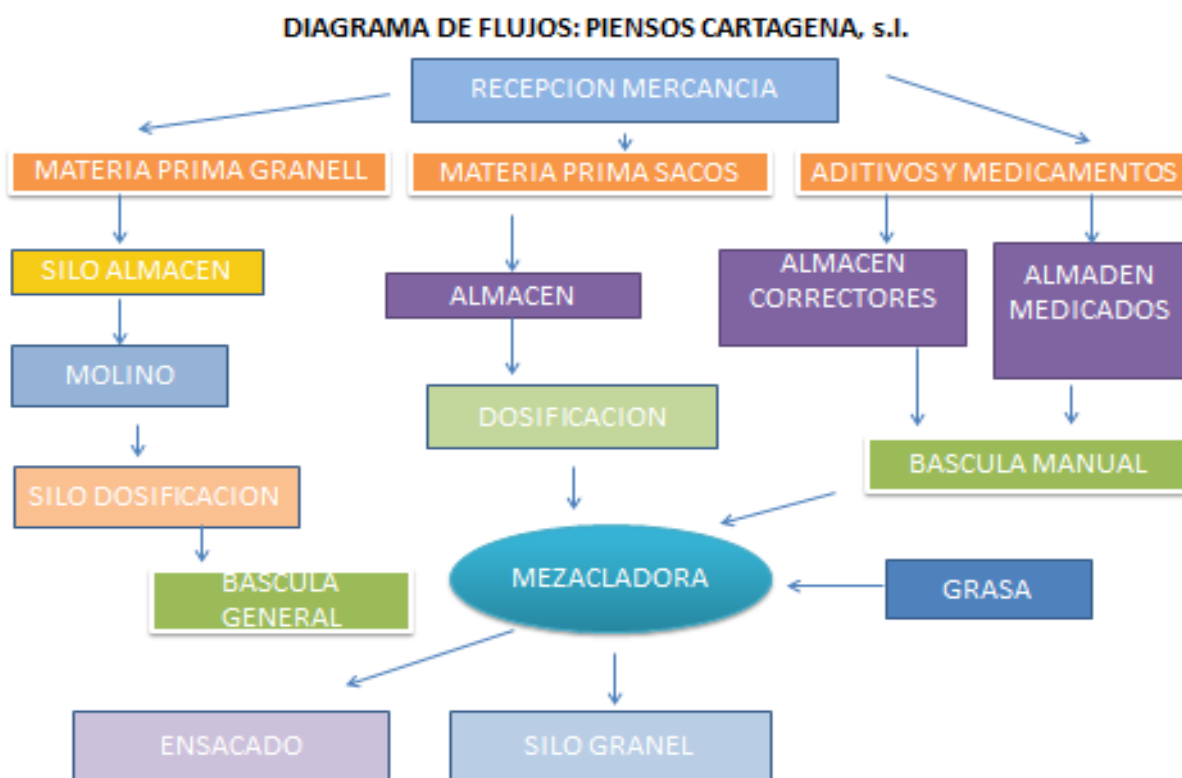 DIAGRAMA DE FLUJOS: PIENSOS CARTAGENA, s.l.
RECEPCION MERCANCIA
MATERIA PRIMA GRANELL
MATERIA PRIMA SACOS
ADITIVOS Y MEDICAMENTOS
SILO ALMACEN
ALMACEN
ALMACEN
CORRECTORES
ALMADEN
MEDICADOS
MOLINO
DOSIFICACION
BASCULA MANUAL
SILO DOSIFICACION
BASCULA
GENERAL
MEZACLADORA
GRASA
ENSACADO
SILO GRANEL